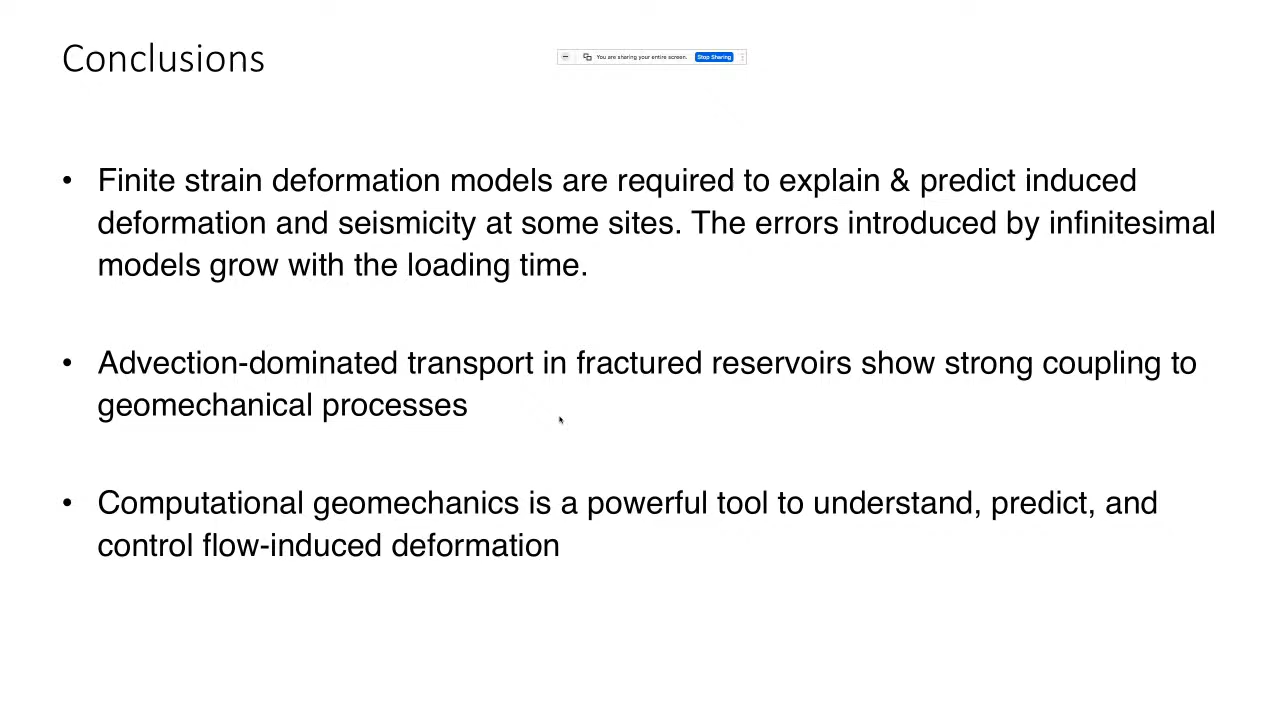 Conclusions
You are sharing your entire screen. Stop Sharing
• Finite strain deformation models are required to explain & predict induced
deformation and seismicity at some sites. The errors introduced by infinitesimal
models grow with the loading time.
• Advection-dominated transport in fractured reservoirs show strong coupling to
geomechanical processes
• Computational geomechanics is a powerful tool to understand, predict, and
control flow-induced deformation